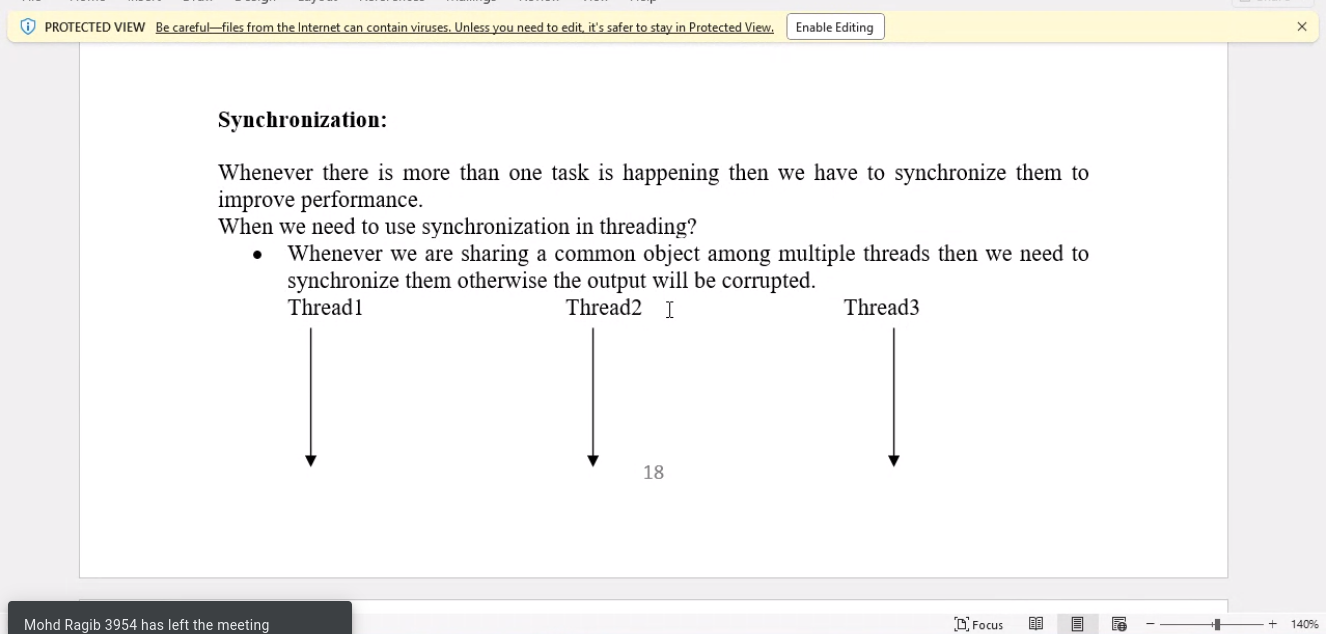 PROTECTED VIEW Be careful—files from the Internet can contain viruses. Unless you need to edit, it's safer to stay in Protected View. Enable Editing
Synchronization:
Whenever there is more than one task is happening then we have to synchronize them to
improve performance.
When we need to use synchronization in threading?
• Whenever we are sharing a common object among multiple threads then we need to
synchronize them otherwise the output will be corrupted.
Thread1 Thread2 Thread3
18
Mohd Ragib 3954 has left the meeting
Focus 140%